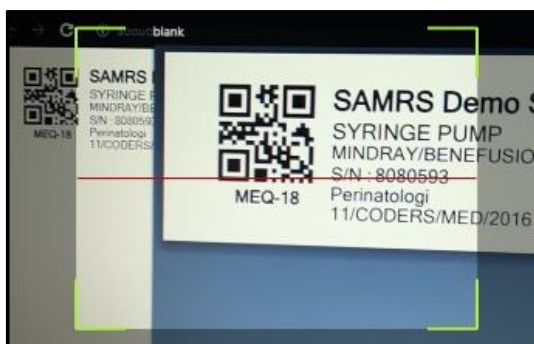 about:blank
SAMRS
SYRINGE
MINDRAY/BENEF
S/N : 808059
MEQ-18
Perinatologi
11/CODERS/
SAMRS Demo S
SYRINGE PUMP
MINDRAY/BENEFUSIO
S/N : 8080593
MEQ-18
Perinatologi
11/CODERS/MED/2016